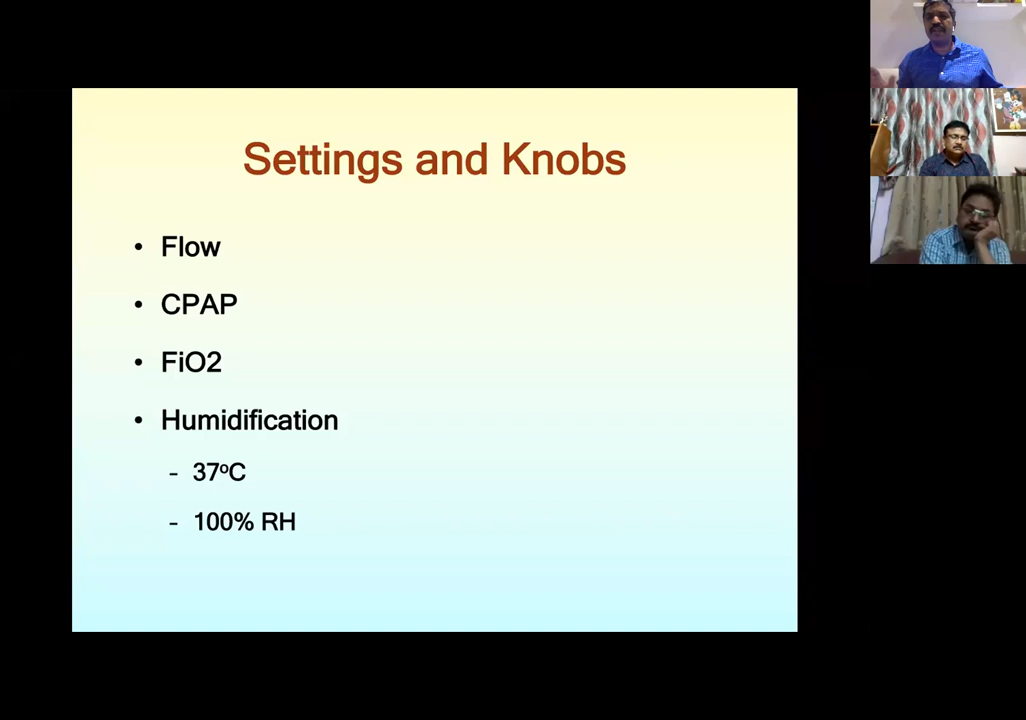 Settings and Knobs
• Flow
• CPAP
• FiO2
• Humidification
- 37ºC
- 100% RH